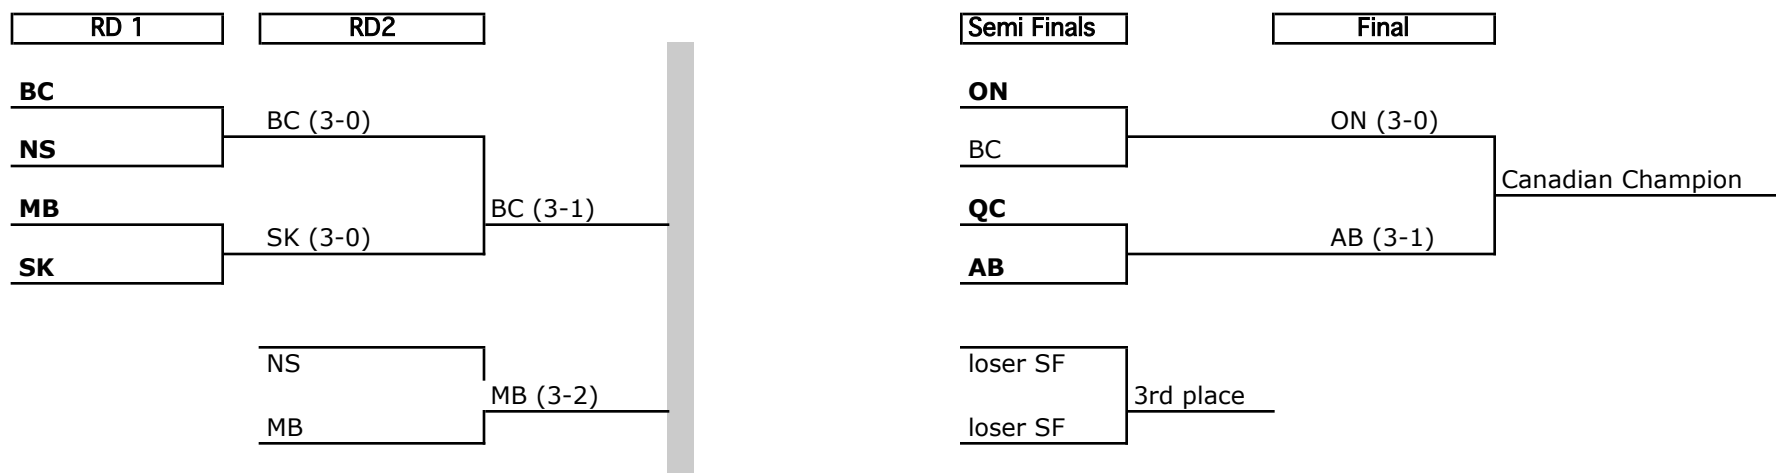 RD 1
RD2
BC
BC (3-0)
NS
MB
BC (3-1)
SK (3-0)
SK
NS
MB (3-2)
MB
Semi Finals
Final
ON
ON (3-0)
BC
Canadian Champion
QC
AB (3-1)
AB
loser SF
3rd place
loser SF